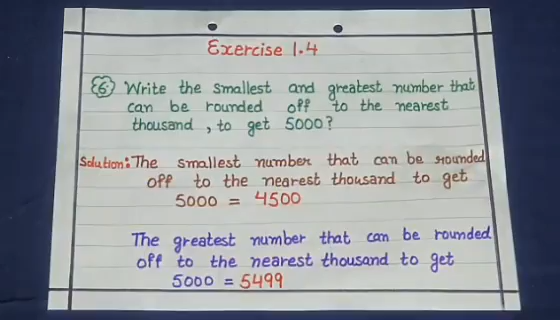 Exercise 1.4
6 Write the smallest and greatest number that
can be rounded off to the nearest
thousand, to get 5000?
Solution: The smallest number that can be rounded
off to the nearest thousand to get
5000 = 4500
The greatest number that can be rounded
off to the nearest thousand to get
5000 = 5499